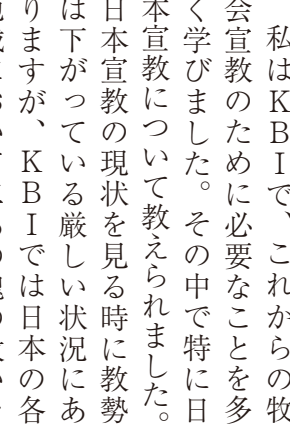 私はＫＢＩで、これからの牧
会宣教のために必要なことを多
く学びました。その中で特に日
本宣教について教えられました。
日本宣教の現状を見る時に教勢
は下がっている厳しい状況にあ
りますが、ＫＢＩでは日本の各